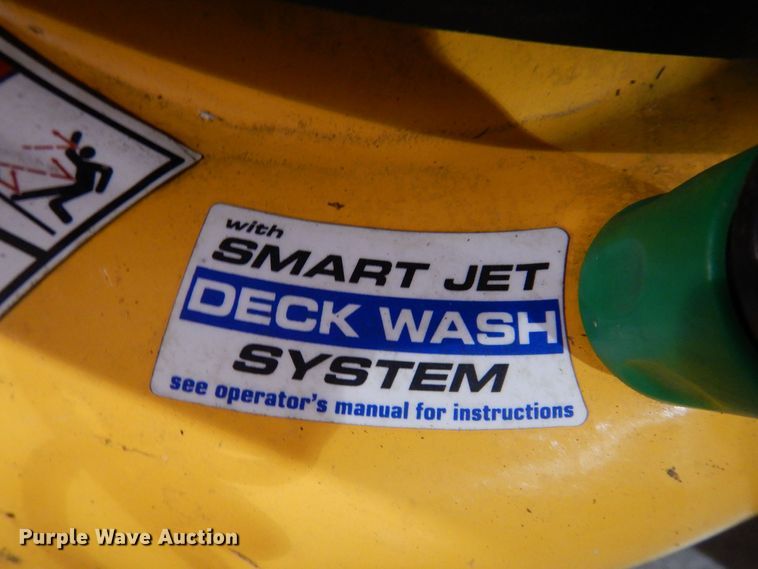 with
SMART JET
DECK WASH
SYSTEM
see operator's manual for instructions
Purple Wave Auction